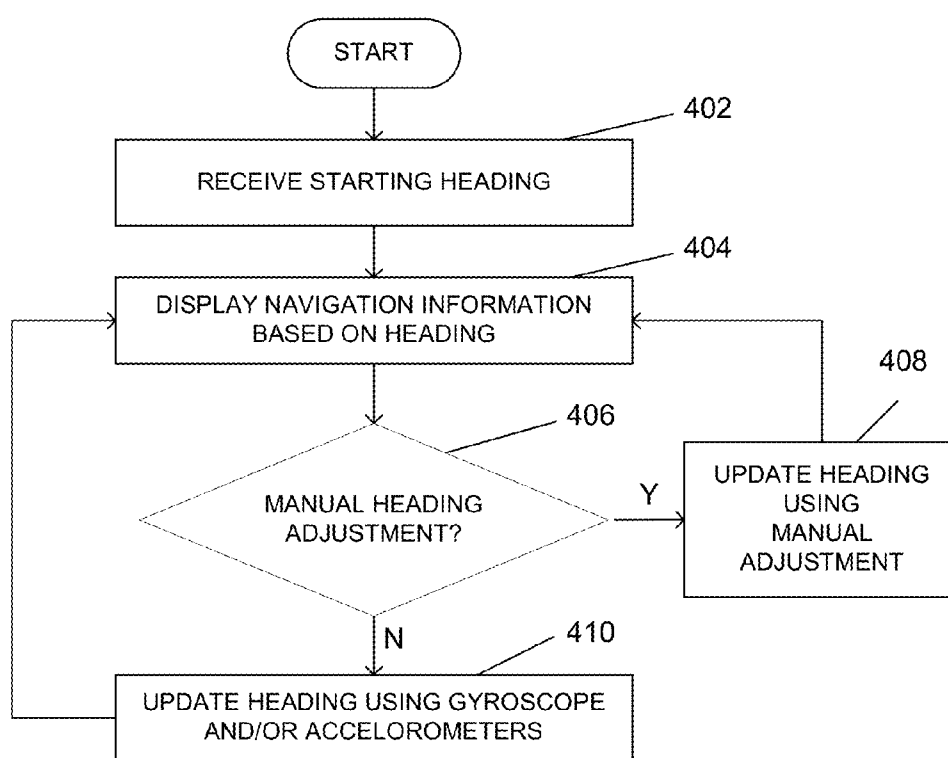 START
402
RECEIVE STARTING HEADING
404
DISPLAY NAVIGATION INFORMATION
BASED ON HEADING
408
406
MANUAL HEADING
ADJUSTMENT?
Y
UPDATE HEADING
USING
MANUAL
ADJUSTMENT
N
410
UPDATE HEADING USING GYROSCOPE
AND/OR ACCELOROMETERS